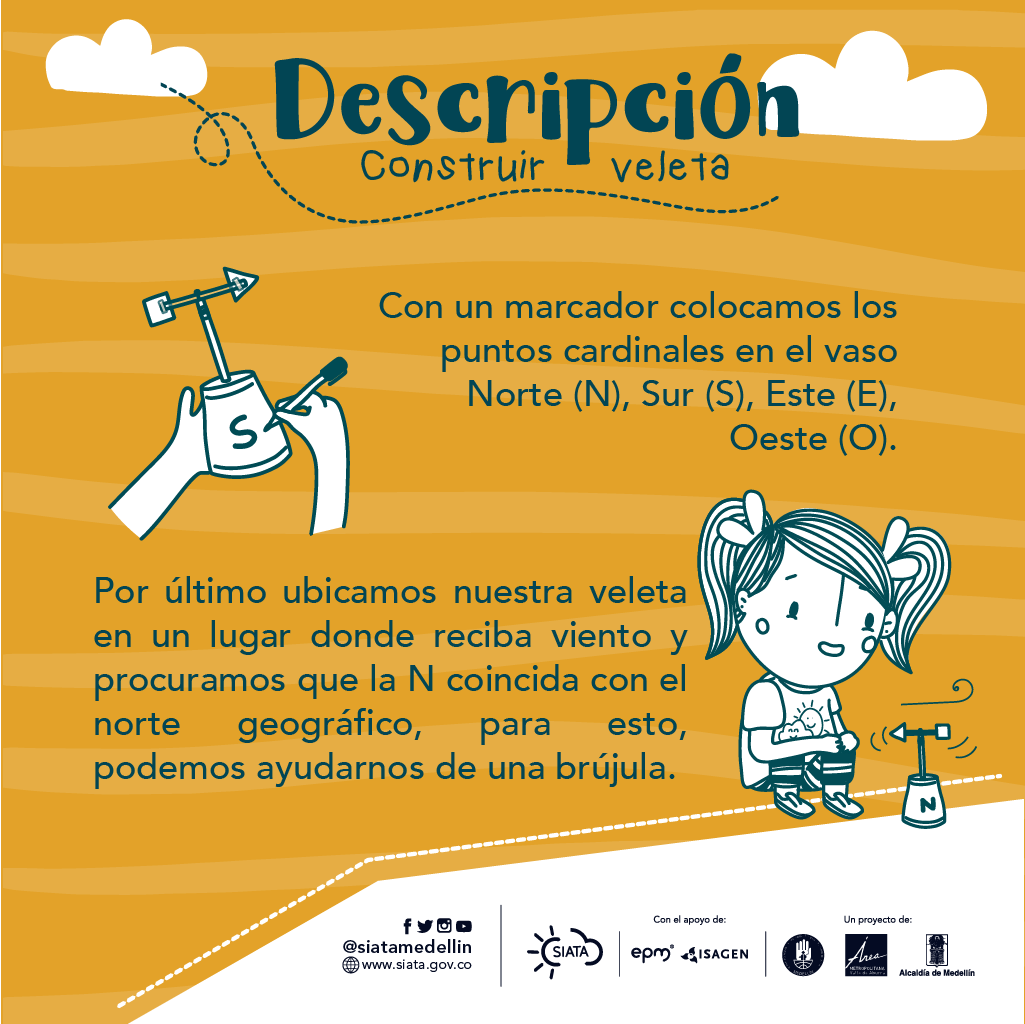 Descripción
Construir veleta
Con un marcador colocamos los
puntos cardinales en el vaso
Norte (N), Sur (S), Este (E),
Oeste (O).
S
Por último ubicamos nuestra veleta
en un lugar donde reciba viento y
procuramos que la N coincida con el
norte geográfico, para esto,
podemos ayudarnos de una brújula.
N
@siatamedellin
www.siata.gov.co
SIATA
Con el apoyo de:
epm
ISAGEN
Un proyecto de:
Área
METROPOLITANA
Alcaldía de Medellín